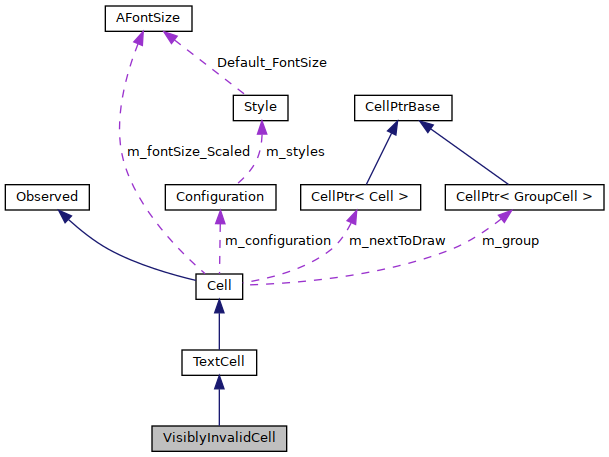 AFontSize
Default_FontSize
Style
CellPtrBase
m_fontSize_Scaled
m_styles
Observed
Configuration
CellPtr< Cell >
CellPtr< GroupCell >
m_configuration
m_nextToDraw
m_group
Cell
TextCell
VisiblyInvalidCell